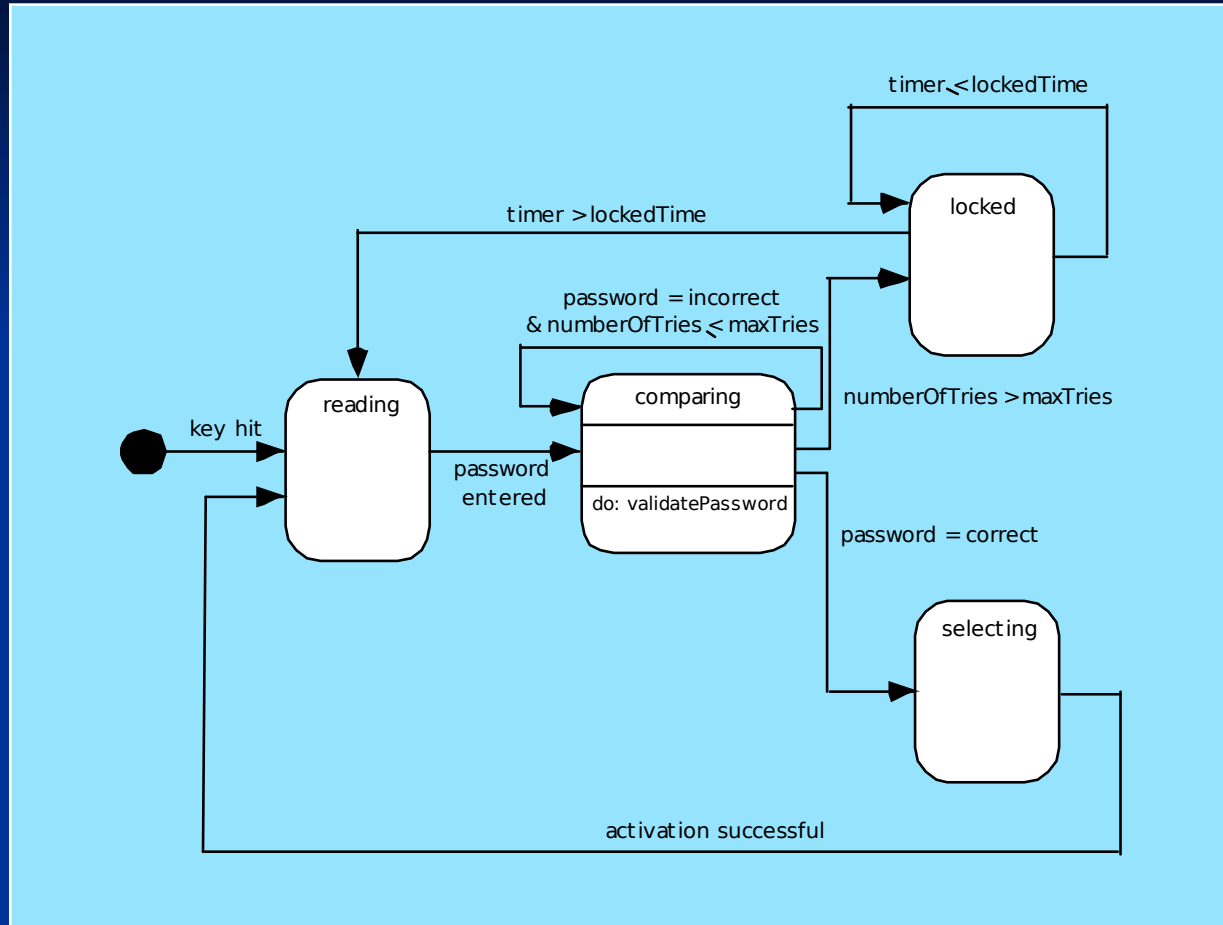 timer < lockedTime
locked
timer > lockedTime
password = incorrect
& numberOfTries < maxTries
comparing
reading
numberOfTries > maxTries
key hit
password
entered
do: validatePassword
password = correct
selecting
activation successful